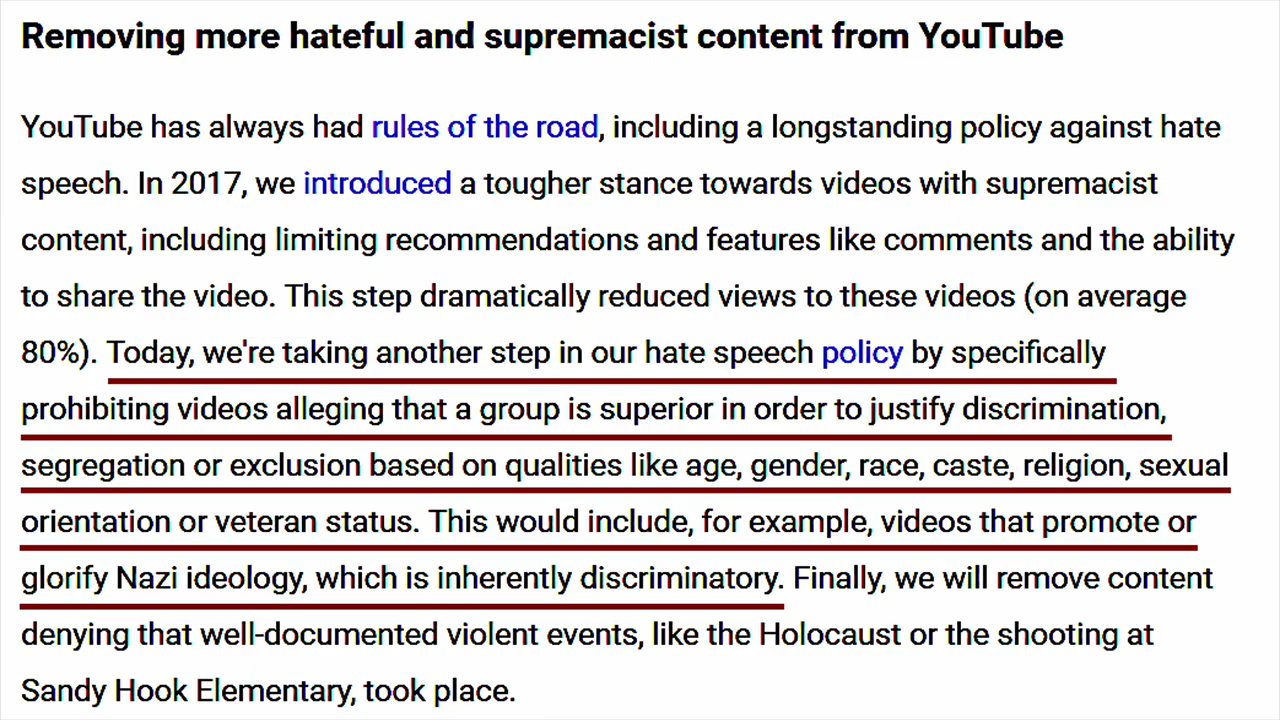 Removing more hateful and supremacist content from YouTube
YouTube has always had rules of the road, including a longstanding policy against hate
speech. In 2017, we introduced a tougher stance towards videos with supremacist
content, including limiting recommendations and features like comments and the ability
to share the video. This step dramatically reduced views to these videos (on average
80%). Today, we're taking another step in our hate speech policy by specifically
prohibiting videos alleging that a group is superior in order to justify discrimination,
segregation or exclusion based on qualities like age, gender, race, caste, religion, sexual
orientation or veteran status. This would include, for example, videos that promote or
glorify Nazi ideology, which is inherently discriminatory. Finally, we will remove content
denying that well-documented violent events, like the Holocaust or the shooting at
Sandy Hook Elementary, took place.